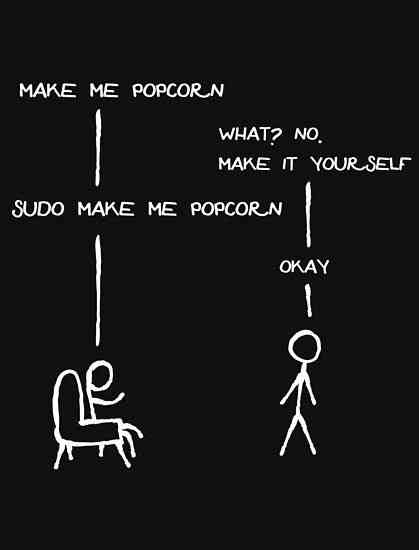 MAKE ME POPCORN
WHAT? NO.
MAKE IT YOURSELF
SUDO MAKE ME POPCORN
OKAY